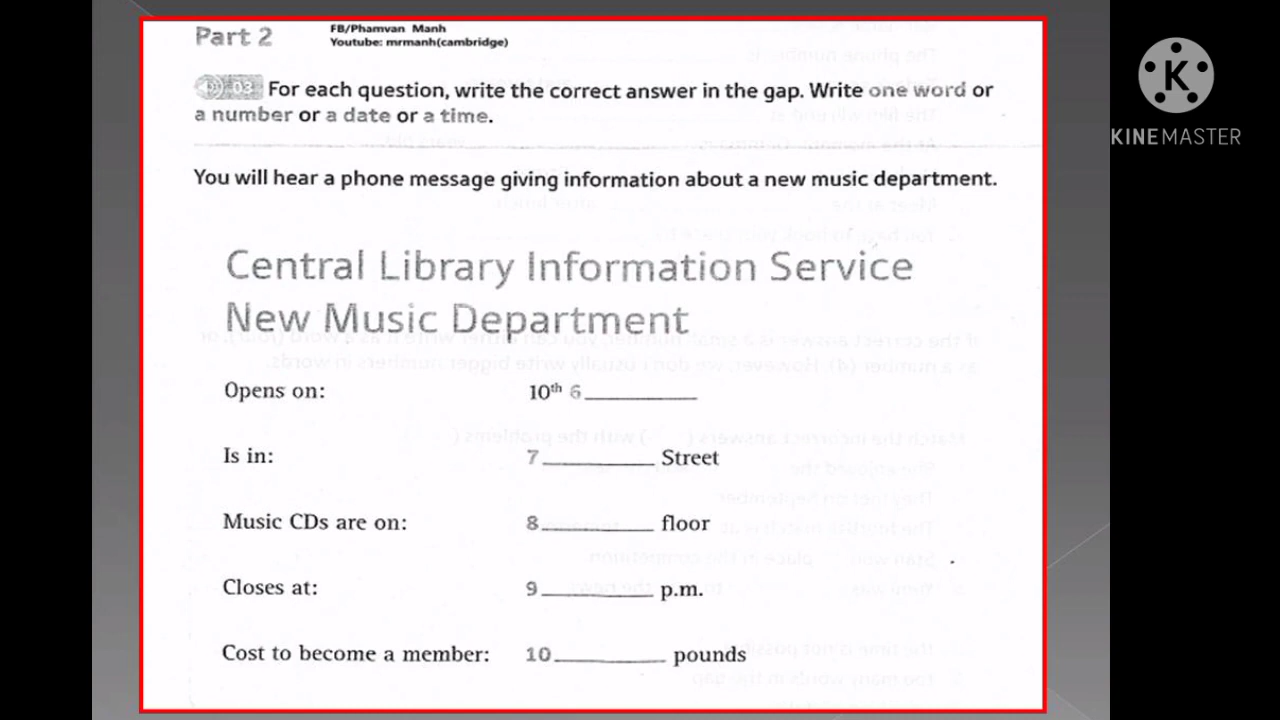 Part 2
FB/Phamvan Manh
Youtube: mrmanh(cambridge)
03 For each question, write the correct answer in the gap. Write one word or
a number or a date or a time.
You will hear a phone message giving information about a new music department.
Central Library Information Service
New Music Department
Opens on: 10th 6
Is in: 7 Street
Music CDs are on: 8 floor
Closes at: 9 p.m.
Cost to become a member: 10 pounds
K
KINEMASTER